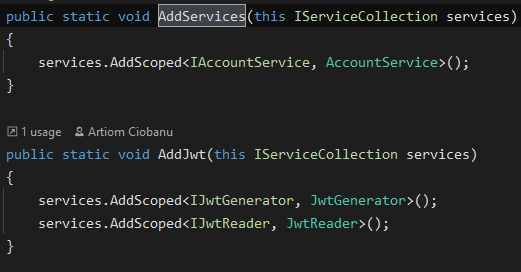 public static void AddServices(this IServiceCollection services)
{
    services.AddScoped<IAccountService, AccountService>();
}
1 usage Artiom Ciobanu
public static void AddJwt(this IServiceCollection services)
{
    services.AddScoped<IJwtGenerator, JwtGenerator>();
    services.AddScoped<IJwtReader, JwtReader>();
}